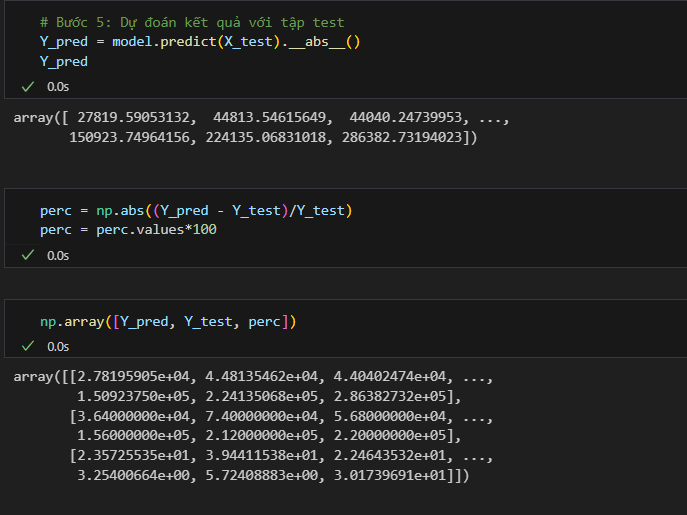 # Bước 5: Dự đoán kết quả với tập test
Y_pred = model.predict(X_test).__abs__()
Y_pred
0.0s
array([ 27819.59053132,  44813.54615649,  44040.24739953, ...,
       150923.74964156, 224135.06831018, 286382.73194023])
perc = np.abs((Y_pred - Y_test)/Y_test)
perc = perc.values*100
0.0s
np.array([Y_pred, Y_test, perc])
0.0s
array([[2.78195905e+04, 4.48135462e+04, 4.40402474e+04, ...,
        1.50923750e+05, 2.24135068e+05, 2.86382732e+05],
       [3.64000000e+04, 7.40000000e+04, 5.68000000e+04, ...,
        1.56000000e+05, 2.12000000e+05, 2.20000000e+05],
       [2.35725535e+01, 3.94411538e+01, 2.24643532e+01, ...,
        3.25400664e+00, 5.72408883e+00, 3.01739691e+01]])